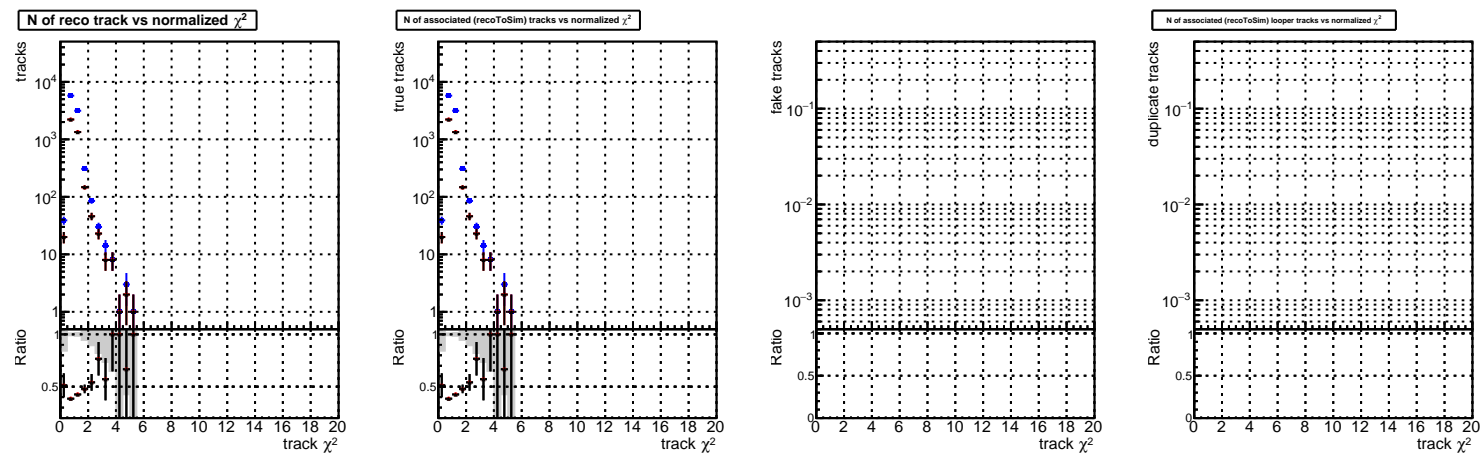 N of reco track vs normalized χ²
tracks
10⁴
10³
10²
10
1
Ratio
1
0.5
0 2 4 6 8 10 12 14 16 18 20
track χ²
N of associated (recoToSim) tracks vs normalized χ²
true tracks
10⁴
10³
10²
10
1
Ratio
1
0.5
0 2 4 6 8 10 12 14 16 18 20
track χ²
fake tracks
10⁻¹
10⁻²
10⁻³
Ratio
1
0.5
0
0 2 4 6 8 10 12 14 16 18 20
track χ²
N of associated (recoToSim) looper tracks vs normalized χ²
duplicate tracks
10⁻¹
10⁻²
10⁻³
Ratio
1
0.5
0
0 2 4 6 8 10 12 14 16 18 20
track χ²